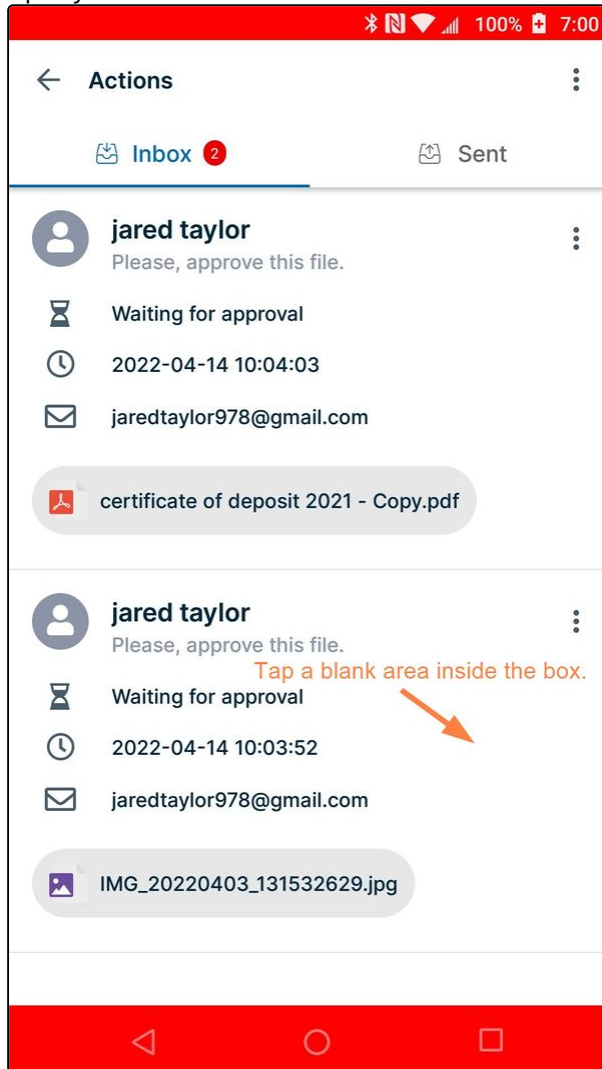 100% 7:00
Actions
Inbox 2 Sent
jared taylor
Please, approve this file.
Waiting for approval
2022-04-14 10:04:03
jaredtaylor978@gmail.com
certificate of deposit 2021 - Copy.pdf
jared taylor
Please, approve this file.
Tap a blank area inside the box.
Waiting for approval
2022-04-14 10:03:52
jaredtaylor978@gmail.com
IMG_20220403_131532629.jpg